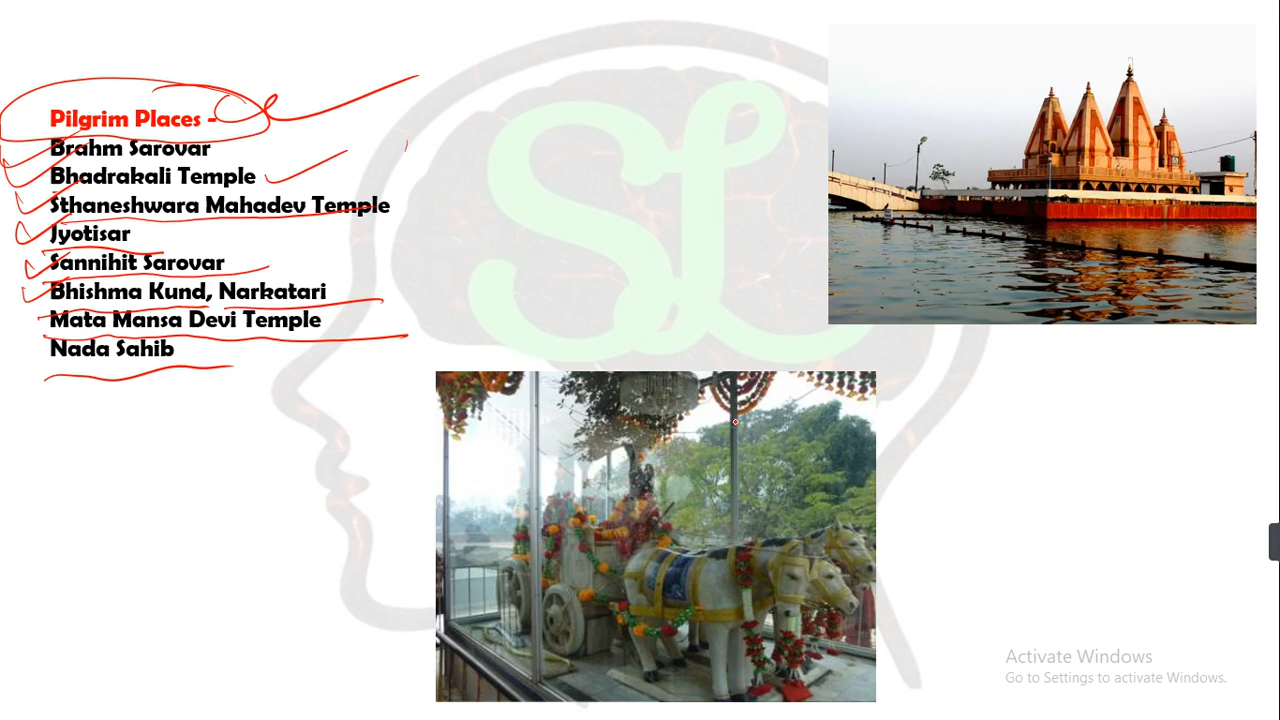 Pilgrim Places -
Brahm Sarovar
Bhadrakali Temple
Sthaneshwara Mahadev Temple
Jyotisar
Sannihit Sarovar
Bhishma Kund, Narkatari
Mata Mansa Devi Temple
Nada Sahib
SL
Activate Windows
Go to Settings to activate Windows.